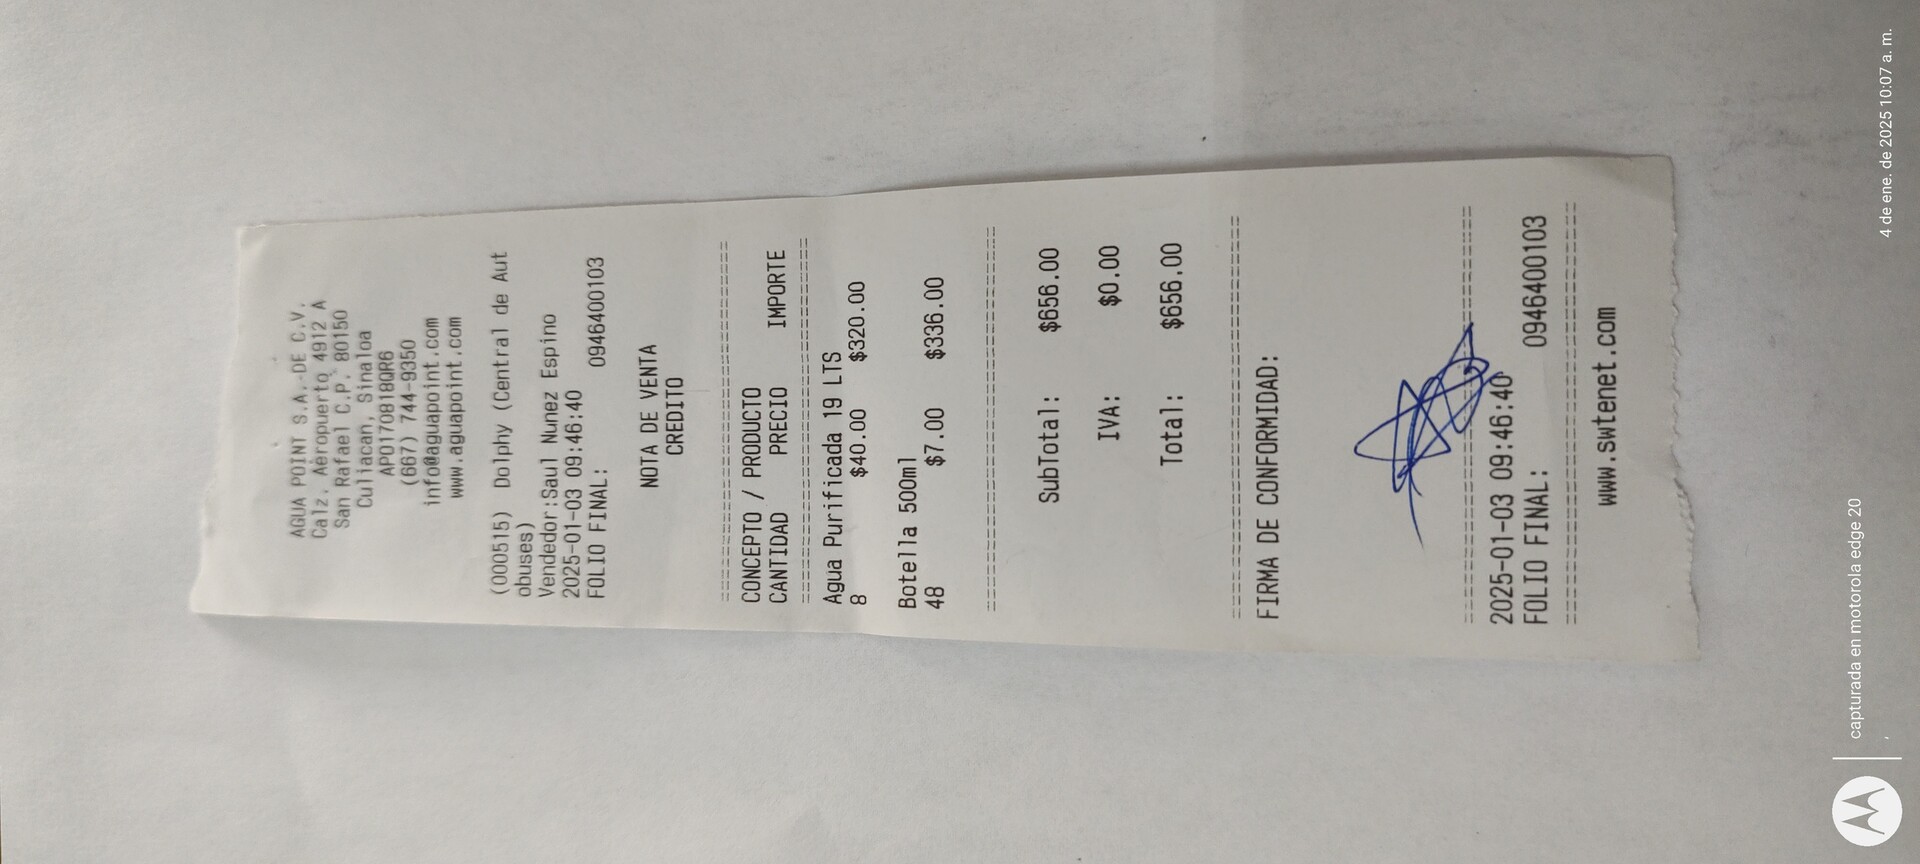 AGUA POINT S.A. DE C.V.
Calz. Aeropuerto 4912 A
San Rafael C.P. 80150
Culiacan, Sinaloa
APO170818QR6
(667) 744-9350
info@aguapoint.com
www.aguapoint.com
(000515) Dolphy (Central de Aut
obuses)
Vendedor:Saul Nunez Espino
2025-01-03 09:46:40
FOLIO FINAL: 0946400103
NOTA DE VENTA
CREDITO
CONCEPTO / PRODUCTO
CANTIDAD PRECIO IMPORTE
Agua Purificada 19 LTS
8 $40.00 $320.00
Botella 500ml
48 $7.00 $336.00
SubTotal: $656.00
IVA: $0.00
Total: $656.00
FIRMA DE CONFORMIDAD:
2025-01-03 09:46:40
FOLIO FINAL: 0946400103
www.swtenet.com
capturada en motorola edge 20
4 de ene. de 2025 10:07 a. m.